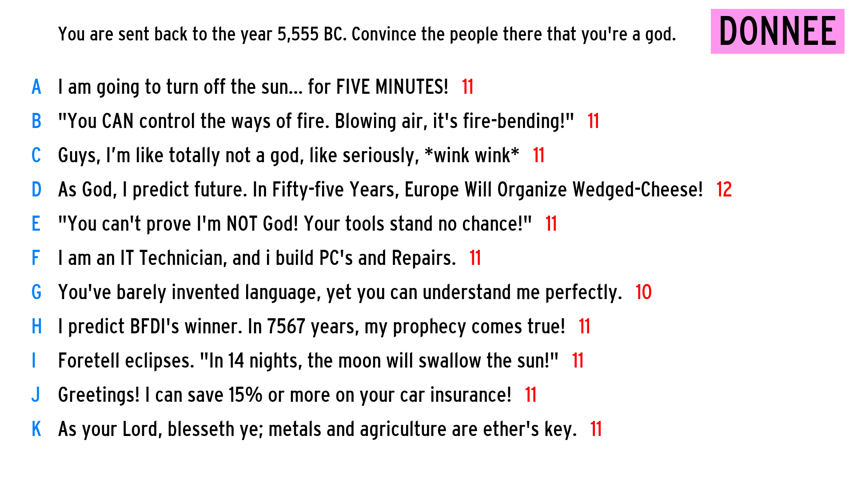 You are sent back to the year 5,555 BC. Convince the people there that you're a god.
DONNEE
A I am going to turn off the sun... for FIVE MINUTES! 11
B "You CAN control the ways of fire. Blowing air, it's fire-bending!" 11
C Guys, I'm like totally not a god, like seriously, *wink wink* 11
D As God, I predict future. In Fifty-five Years, Europe Will Organize Wedged-Cheese! 12
E "You can't prove I'm NOT God! Your tools stand no chance!" 11
F I am an IT Technician, and i build PC's and Repairs. 11
G You've barely invented language, yet you can understand me perfectly. 10
H I predict BFDI's winner. In 7567 years, my prophecy comes true! 11
I Foretell eclipses. "In 14 nights, the moon will swallow the sun!" 11
J Greetings! I can save 15% or more on your car insurance! 11
K As your Lord, blesseth ye; metals and agriculture are ether's key. 11